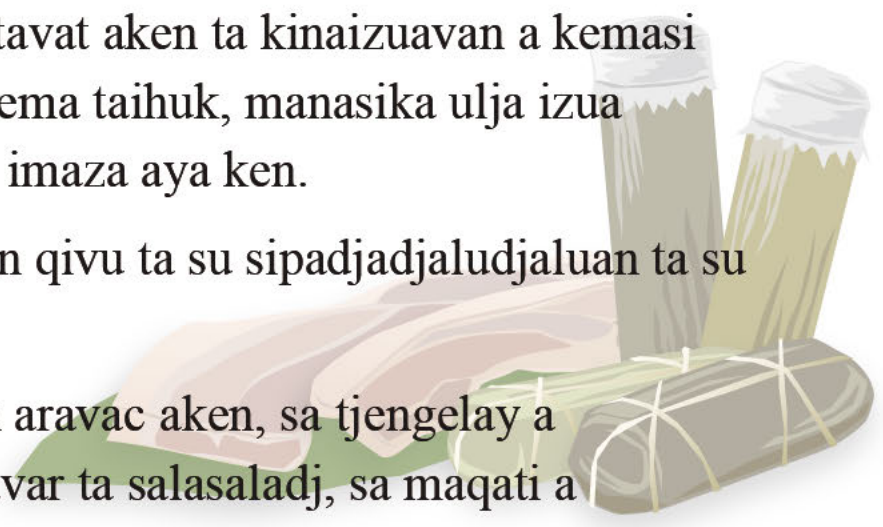 tavat aken ta kinaizuavan a kemasi
ema taihuk, manasika ulja izua
imaza aya ken.
n qivu ta su sipadjadjaludjaluan ta su
aravac aken, sa tjengelay a
var ta salasaladj, sa maqati a